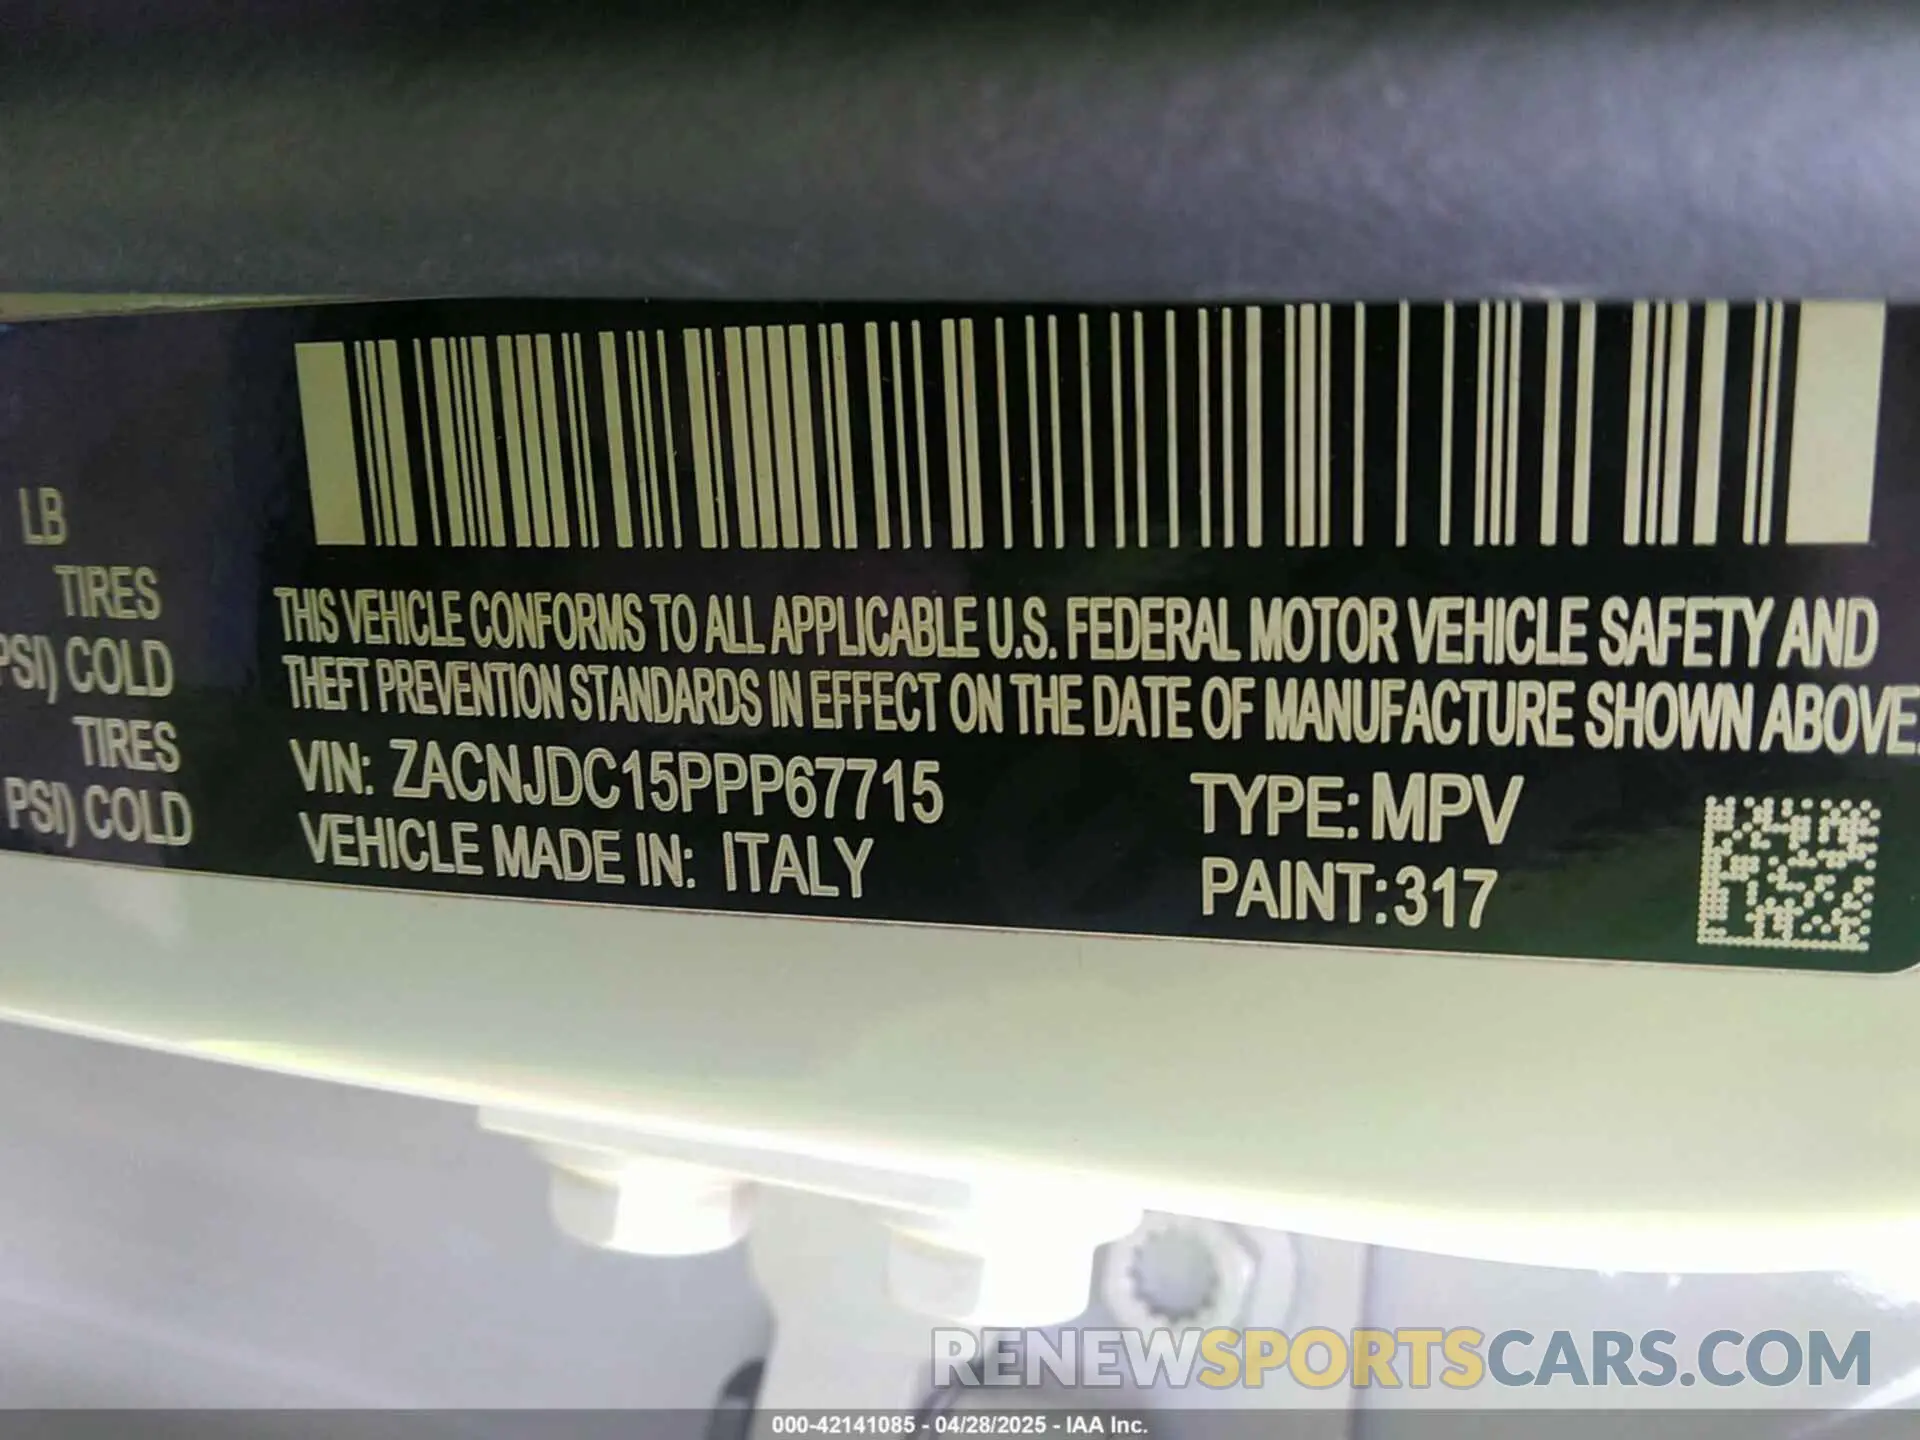 LB
TIRES
PSI) COLD
TIRES
PSI) COLD
THIS VEHICLE CONFORMS TO ALL APPLICABLE U.S. FEDERAL MOTOR VEHICLE SAFETY AND
THEFT PREVENTION STANDARDS IN EFFECT ON THE DATE OF MANUFACTURE SHOWN ABOVE.
VIN: ZACNJDC15PPP67715
TYPE: MPV
VEHICLE MADE IN: ITALY
PAINT: 317
RENEWSPORTSCARS.COM
000-42141085 - 04/28/2025 - IAA Inc.